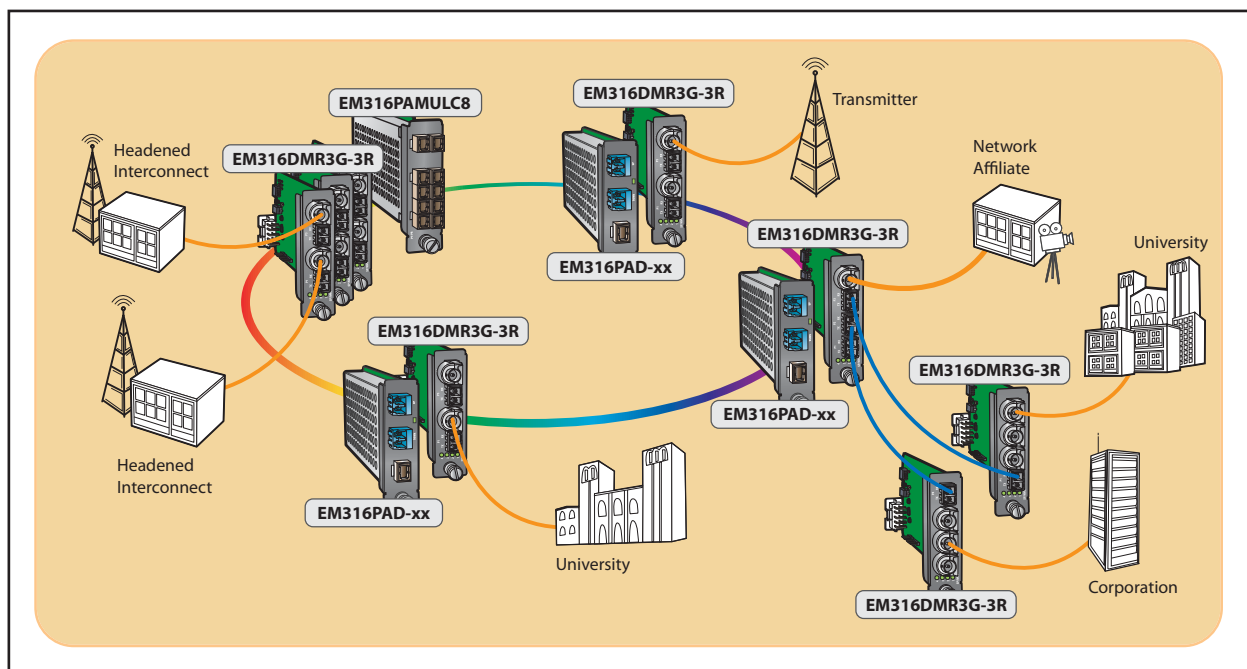 EM316DMR3G-3R
EM316PAMULC8
Transmitter
Headened
Interconnect
EM316DMR3G-3R
Network
Affiliate
EM316PAD-xx
EM316DMR3G-3R
University
EM316DMR3G-3R
EM316DMR3G-3R
EM316PAD-xx
Headened
Interconnect
EM316PAD-xx
University
Corporation
EM316DMR3G-3R